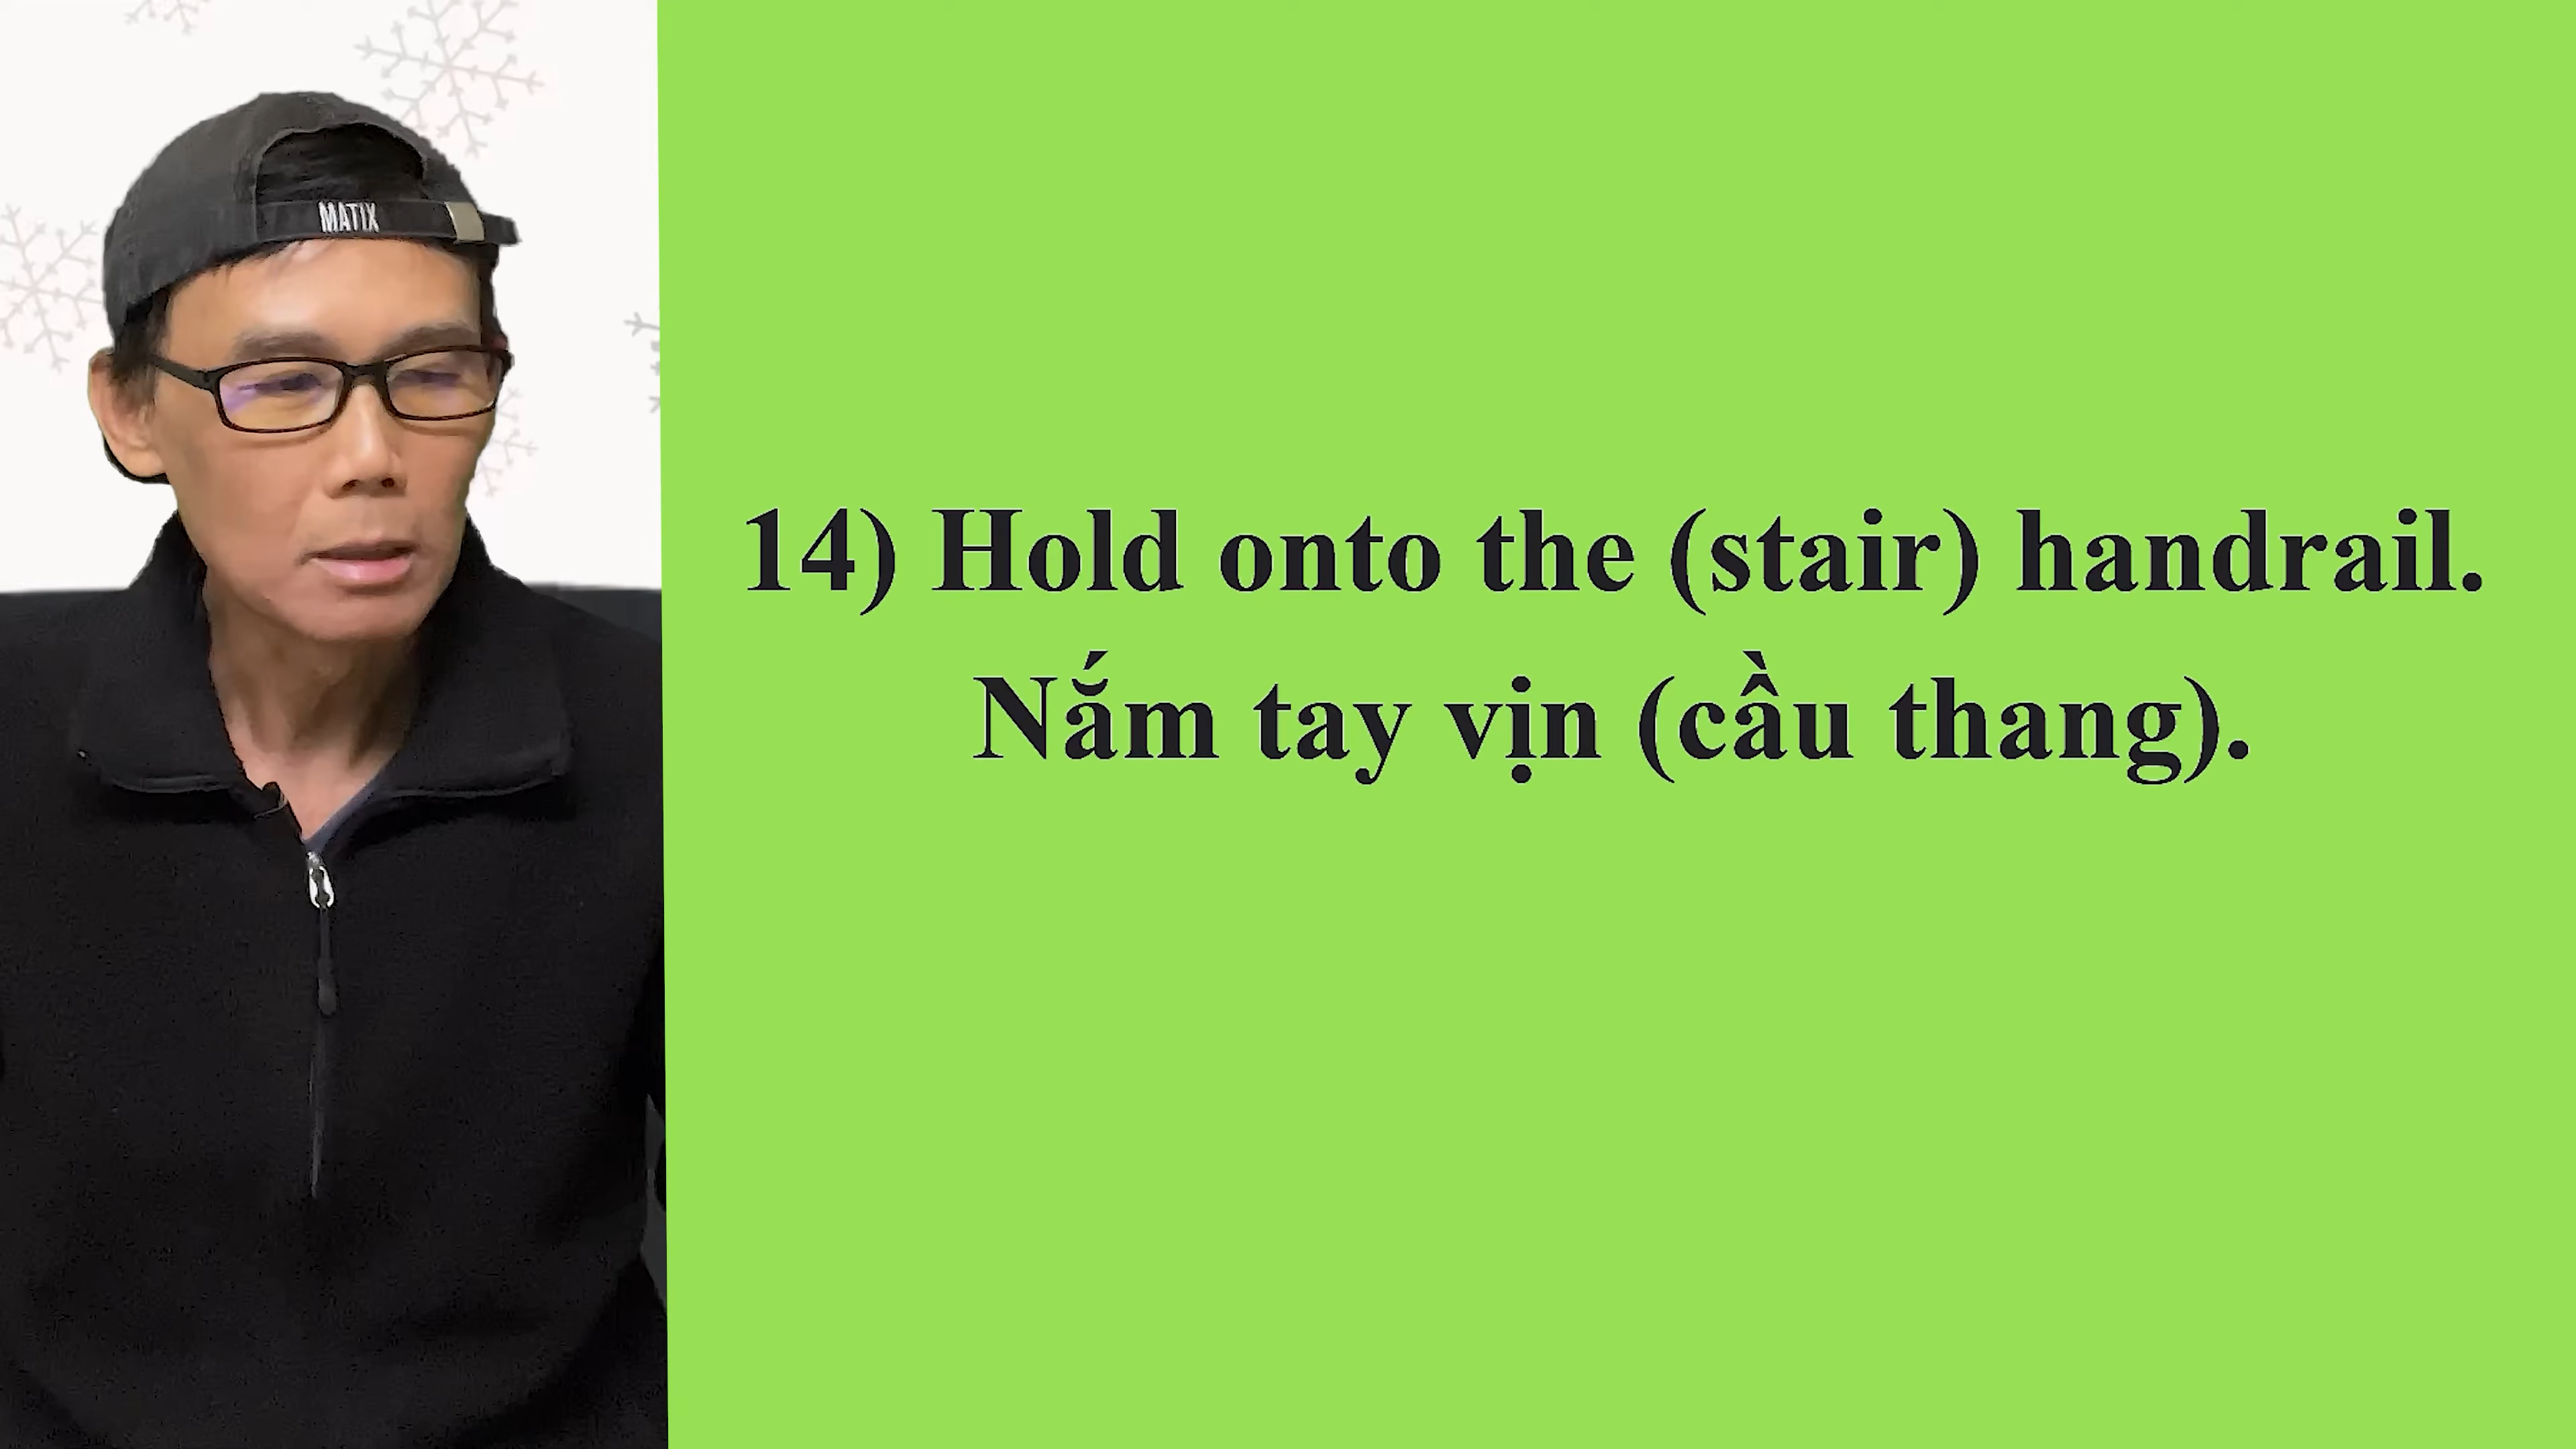 MATIX
14) Hold onto the (stair) handrail.
Nắm tay vịn (cầu thang).